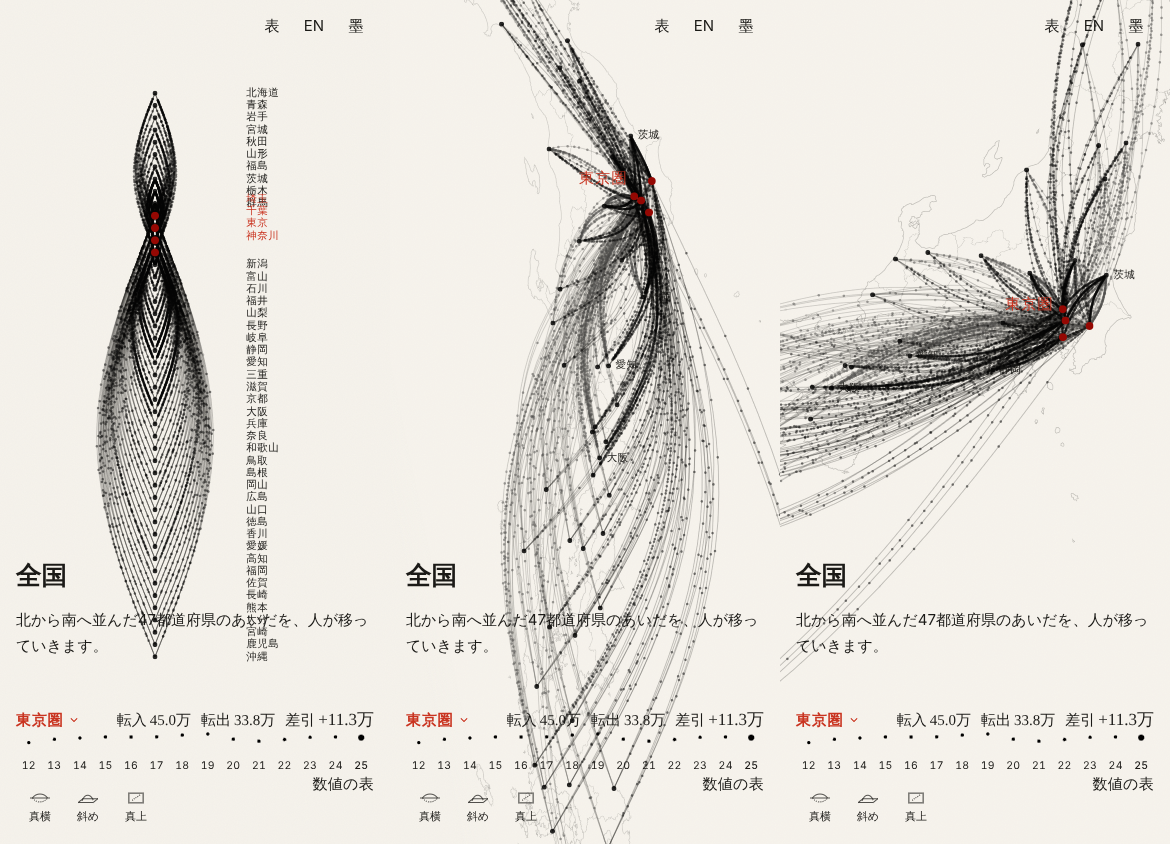 表 EN 墨
北海道
青森
岩手
宮城
秋田
山形
福島
茨城
栃木
群馬
千葉
東京
神奈川
新潟
富山
石川
福井
山梨
長野
岐阜
静岡
愛知
三重
滋賀
京都
大阪
兵庫
奈良
和歌山
鳥取
島根
岡山
広島
山口
徳島
香川
愛媛
高知
福岡
佐賀
長崎
熊本
宮崎
鹿児島
沖縄
全国
北から南へ並んだ47都道府県のあいだを、人が移っ
ていきます。
東京圏 転入 45.0万 転出 33.8万 差引 +11.3万
12 13 14 15 16 17 18 19 20 21 22 23 24 25
数値の表
真横 斜め 真上
表 EN 墨
茨城
東京圏
愛知
大阪
全国
北から南へ並んだ47都道府県のあいだを、人が移っ
ていきます。
東京圏 転入 45.0万 転出 33.8万 差引 +11.3万
12 13 14 15 16 17 18 19 20 21 22 23 24 25
数値の表
真横 斜め 真上
表 EN 墨
茨城
東京圏
全国
北から南へ並んだ47都道府県のあいだを、人が移っ
ていきます。
東京圏 転入 45.0万 転出 33.8万 差引 +11.3万
12 13 14 15 16 17 18 19 20 21 22 23 24 25
数値の表
真横 斜め 真上